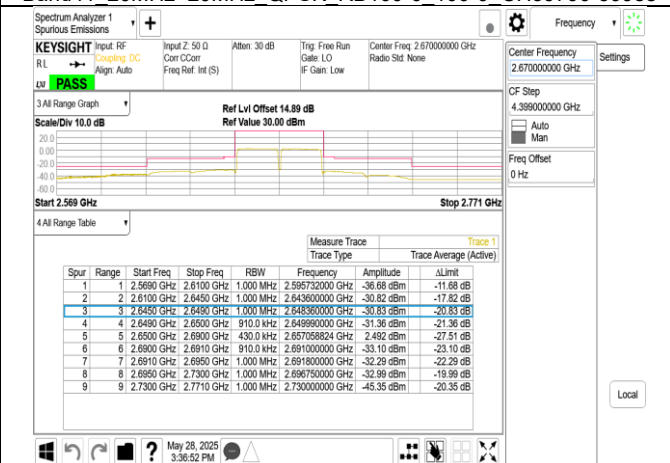 Spectrum Analyzer 1
Spurious Emissions
Frequency
KEYSIGHT
RL
PASS
Input: RF
Coupling: DC
Align: Auto
Input Z: 50 Ω
Corr CCorr
Freq Ref: Int (S)
Atten: 30 dB
Trig: Free Run
Gate: LO
IF Gain: Low
Center Freq: 2.670000000 GHz
Radio Std: None
Center Frequency
2.670000000 GHz
Settings
CF Step
4.399000000 GHz
Auto
Man
Freq Offset
0 Hz
3 All Range Graph
Scale/Div 10.0 dB
Ref Lvl Offset 14.89 dB
Ref Value 30.00 dBm
20.0
0.00
-20.0
-40.0
-60.0
Start 2.569 GHz
Stop 2.771 GHz
4 All Range Table
Measure Trace Trace 1
Trace Type Trace Average (Active)
Spur Range Start Freq Stop Freq RBW Frequency Amplitude ΔLimit
1 1 2.5690 GHz 2.6100 GHz 1.000 MHz 2.595732000 GHz -36.68 dBm -11.68 dB
2 2 2.6100 GHz 2.6450 GHz 1.000 MHz 2.643600000 GHz -30.82 dBm -17.82 dB
3 3 2.6450 GHz 2.6490 GHz 1.000 MHz 2.648360000 GHz -30.83 dBm -20.83 dB
4 4 2.6490 GHz 2.6500 GHz 910.0 kHz 2.649990000 GHz -31.36 dBm -21.36 dB
5 5 2.6500 GHz 2.6900 GHz 430.0 kHz 2.657058824 GHz 2.492 dBm -27.51 dB
6 6 2.6900 GHz 2.6910 GHz 910.0 kHz 2.691000000 GHz -33.10 dBm -23.10 dB
7 7 2.6910 GHz 2.6950 GHz 1.000 MHz 2.691800000 GHz -32.29 dBm -22.29 dB
8 8 2.6950 GHz 2.7300 GHz 1.000 MHz 2.696750000 GHz -32.99 dBm -19.99 dB
9 9 2.7300 GHz 2.7710 GHz 1.000 MHz 2.730000000 GHz -45.35 dBm -20.35 dB
Local
May 28, 2025
3:36:52 PM